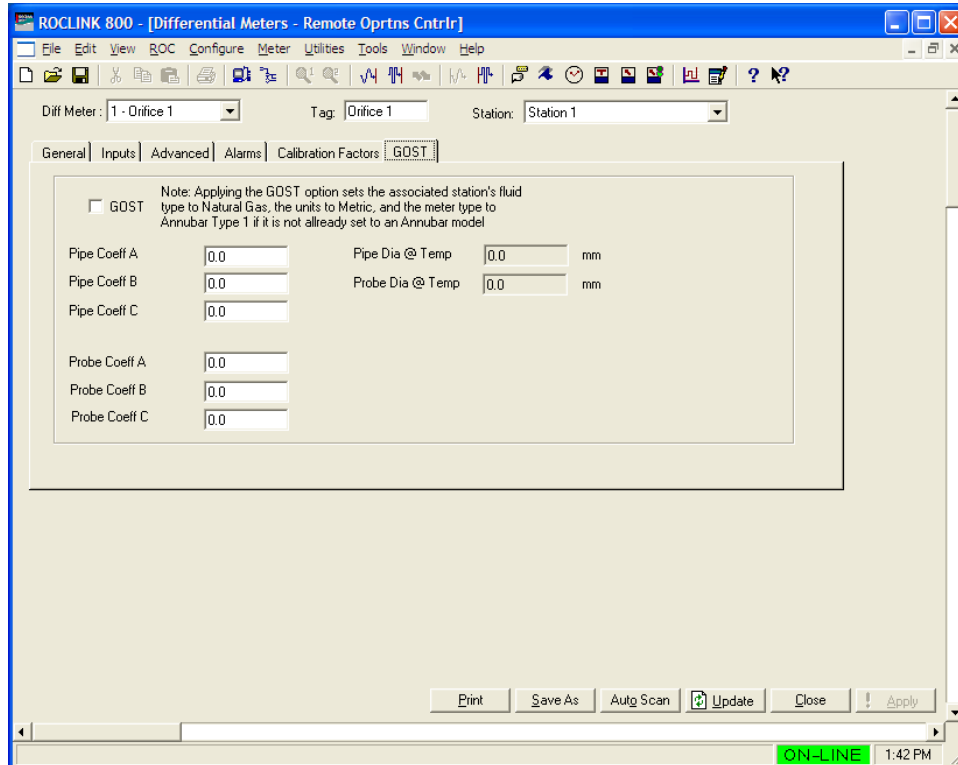 ROCLINK 800 - [Differential Meters - Remote Oprtns Cntrlr]
File Edit View ROC Configure Meter Utilities Tools Window Help
Diff Meter : 1 - Orifice 1 Tag: Orifice 1 Station: Station 1
General Inputs Advanced Alarms Calibration Factors GOST
GOST
Note: Applying the GOST option sets the associated station's fluid
type to Natural Gas, the units to Metric, and the meter type to
Annubar Type 1 if it is not allready set to an Annubar model
Pipe Coeff A 0.0 Pipe Dia @ Temp 0.0 mm
Pipe Coeff B 0.0 Probe Dia @ Temp 0.0 mm
Pipe Coeff C 0.0
Probe Coeff A 0.0
Probe Coeff B 0.0
Probe Coeff C 0.0
Print Save As Auto Scan Update Close ! Apply
ON-LINE 1:42 PM